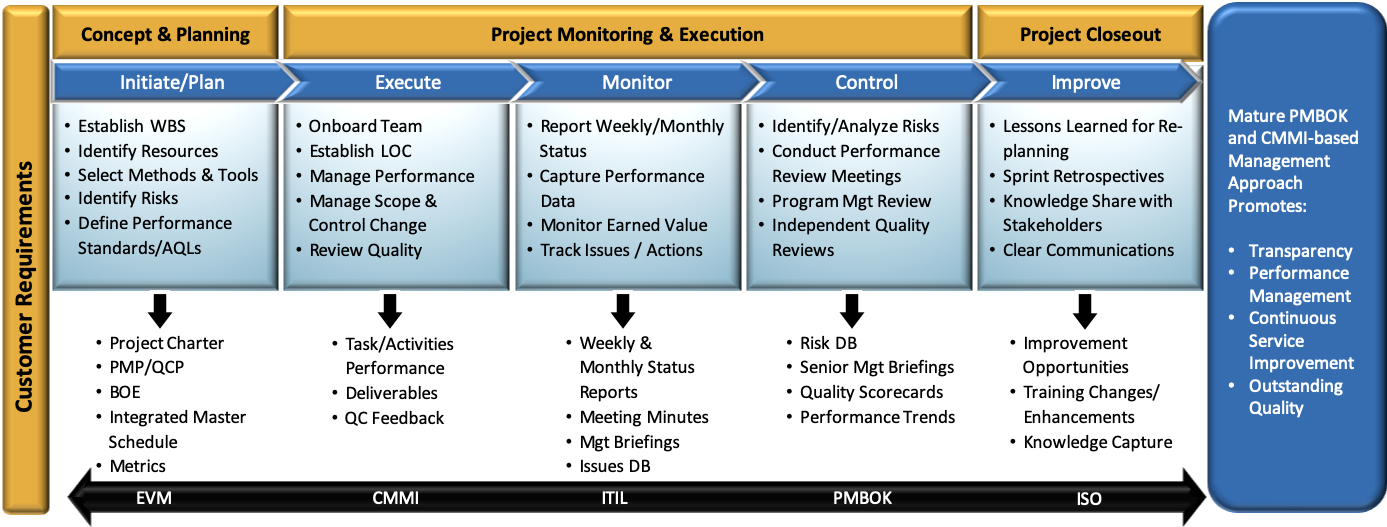 Customer Requirements
Concept & Planning
Project Monitoring & Execution
Project Closeout
Initiate/Plan
Execute
Monitor
Control
Improve
• Establish WBS
• Identify Resources
• Select Methods & Tools
• Identify Risks
• Define Performance
Standards/AQLs
• Onboard Team
• Establish LOC
• Manage Performance
• Manage Scope &
Control Change
• Review Quality
• Report Weekly/Monthly
Status
• Capture Performance
Data
• Monitor Earned Value
• Track Issues / Actions
• Identify/Analyze Risks
• Conduct Performance
Review Meetings
• Program Mgt Review
• Independent Quality
Reviews
• Lessons Learned for Re-
planning
• Sprint Retrospectives
• Knowledge Share with
Stakeholders
• Clear Communications
• Project Charter
• PMP/QCP
• BOE
• Integrated Master
Schedule
• Metrics
• Task/Activities
Performance
• Deliverables
• QC Feedback
• Weekly &
• Monthly Status
Reports
• Meeting Minutes
• Mgt Briefings
• Issues DB
• Risk DB
• Senior Mgt Briefings
• Quality Scorecards
• Performance Trends
• Improvement
Opportunities
• Training Changes/
Enhancements
• Knowledge Capture
EVM
CMMI
ITIL
PMBOK
ISO
Mature PMBOK
and CMMI-based
Management
Approach
Promotes:
• Transparency
• Performance
Management
• Continuous
Service
Improvement
• Outstanding
Quality